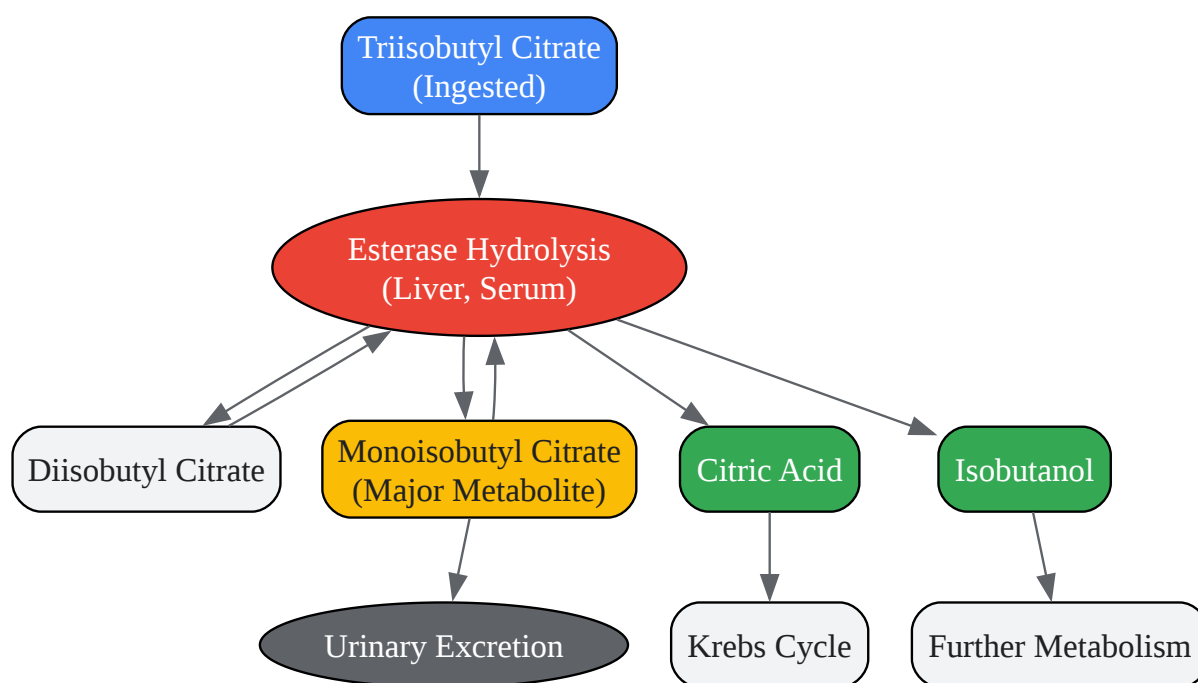 Triisobutyl Citrate
(Ingested)
Esterase Hydrolysis
(Liver, Serum)
Diisobutyl Citrate
Monoisobutyl Citrate
(Major Metabolite)
Citric Acid
Isobutanol
Urinary Excretion
Krebs Cycle
Further Metabolism